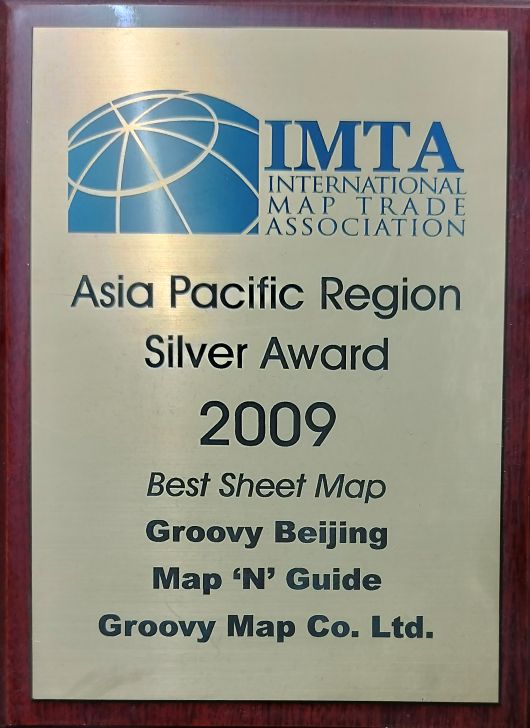 IMTA
INTERNATIONAL
MAP TRADE
ASSOCIATION
Asia Pacific Region
Silver Award
2009
Best Sheet Map
Groovy Beijing
Map ‘N’ Guide
Groovy Map Co. Ltd.